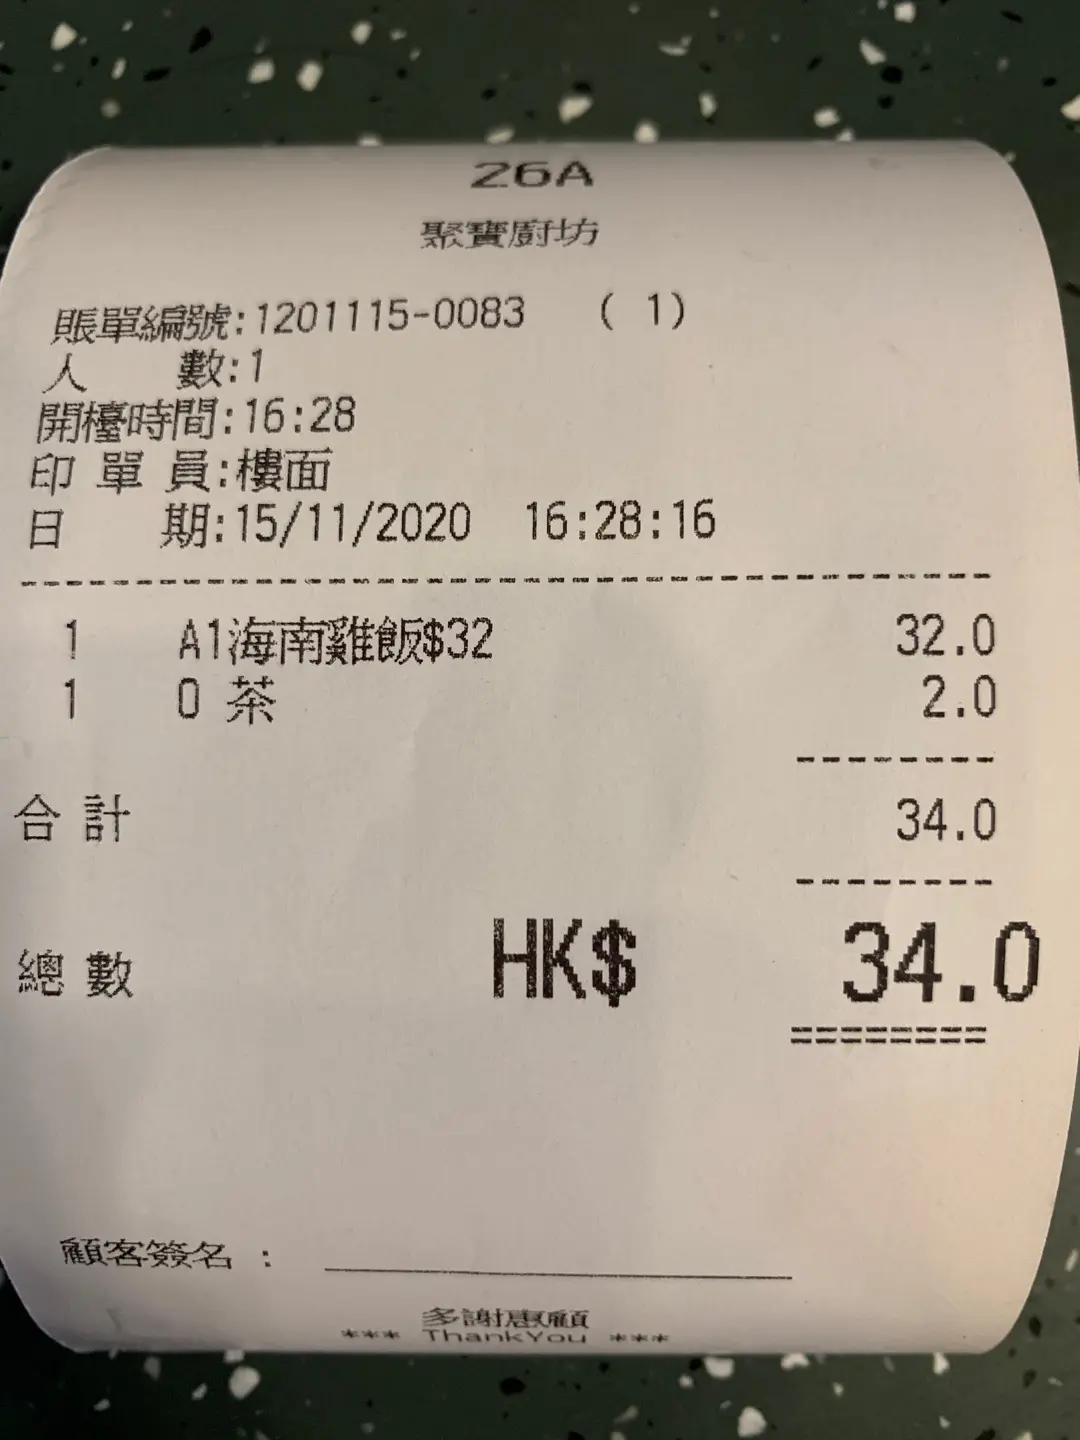 26A
聚寶廚坊
賬單編號:1201115-0083 ( 1)
人 數:1
開檯時間:16:28
印 單 員:樓面
日 期:15/11/2020 16:28:16
1 A1海南雞飯$32 32.0
1 0 茶 2.0
合 計 34.0
總 數 HK$ 34.0
顧客簽名 :
多謝惠顧
*** ThankYou ***